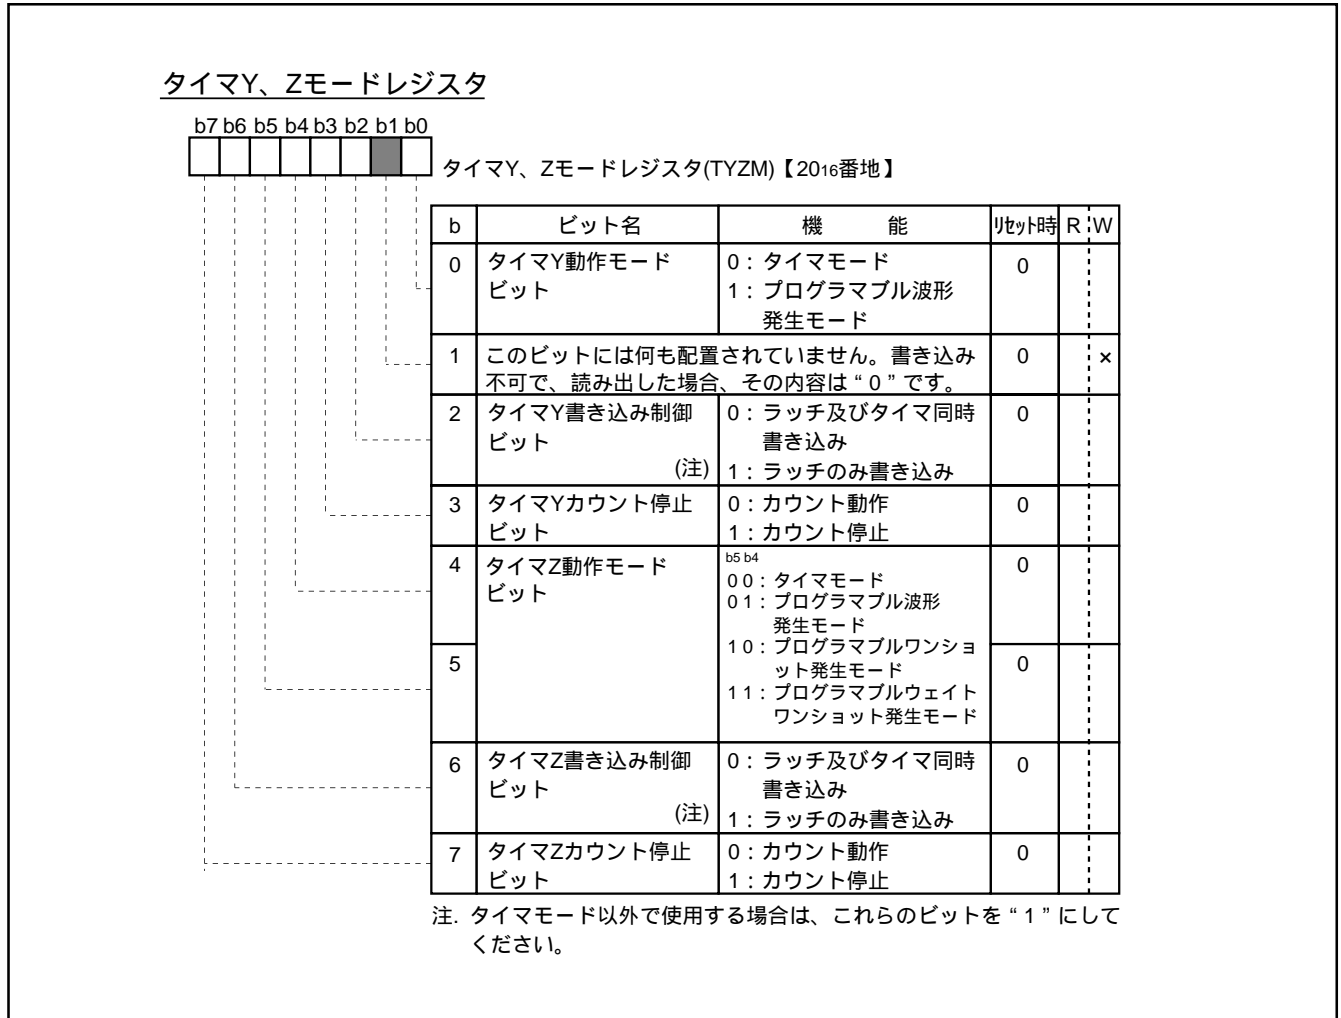 タイマY、Zモードレジスタ
b7 b6 b5 b4 b3 b2 b1 b0
タイマY、Zモードレジスタ(TYZM)【2016番地】
b ビット名 機 能 リセット時 R W
0 タイマY動作モード 0：タイマモード 0
ビット 1：プログラマブル波形
発生モード
1 このビットには何も配置されていません。書き込み 0 ×
不可で、読み出した場合、その内容は“0”です。
2 タイマY書き込み制御 0：ラッチ及びタイマ同時 0
ビット 書き込み
(注) 1：ラッチのみ書き込み
3 タイマYカウント停止 0：カウント動作 0
ビット 1：カウント停止
4 タイマZ動作モード b5 b4 0
ビット 00：タイマモード
01：プログラマブル波形
発生モード
10：プログラマブルワンショ
5 ット発生モード 0
11：プログラマブルウェイト
ワンショット発生モード
6 タイマZ書き込み制御 0：ラッチ及びタイマ同時 0
ビット 書き込み
(注) 1：ラッチのみ書き込み
7 タイマZカウント停止 0：カウント動作 0
ビット 1：カウント停止
注. タイマモード以外で使用する場合は、これらのビットを“1”にして
ください。